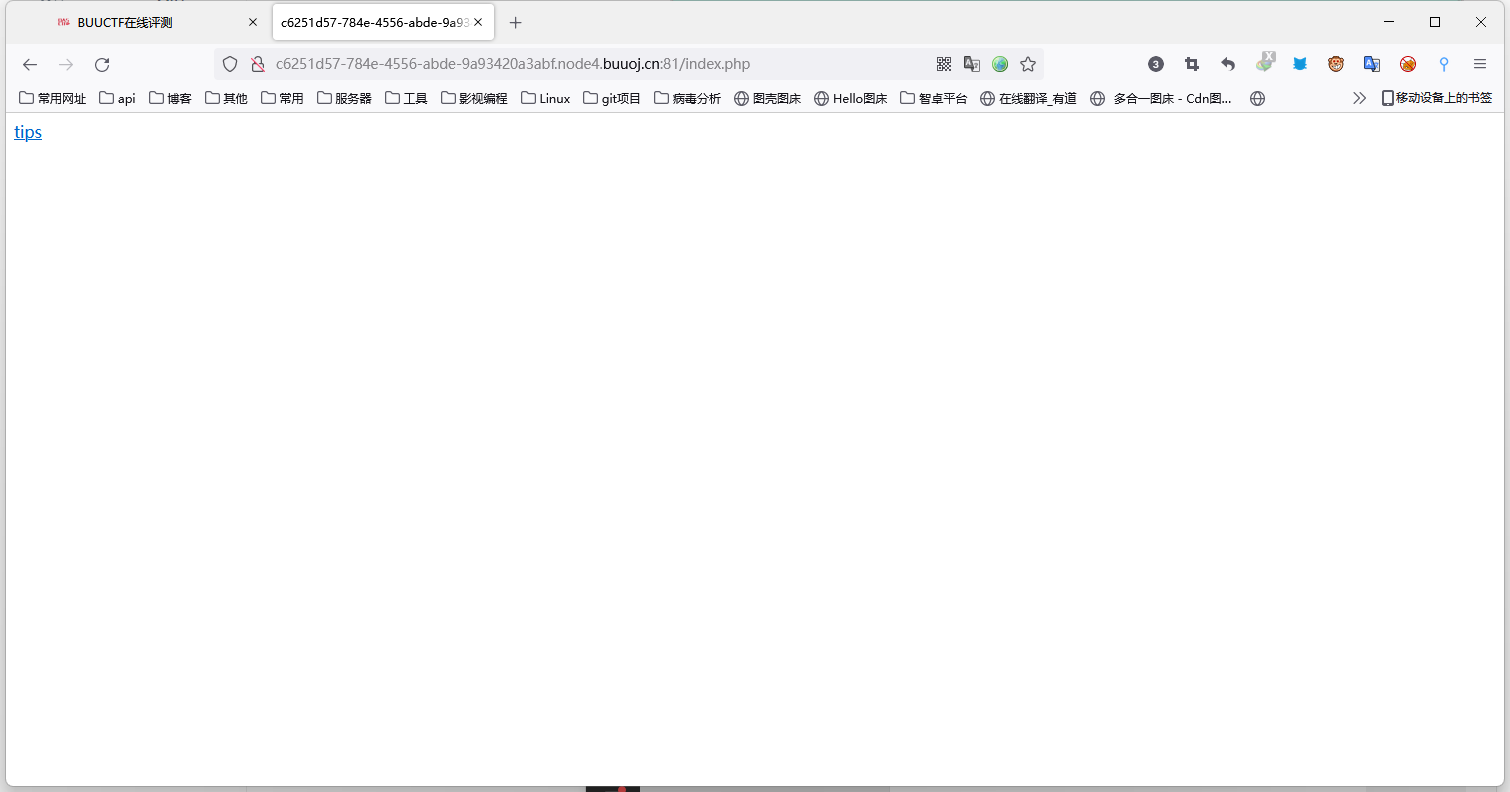 BUUCTF在线评测
c6251d57-784e-4556-abde-9a93
c6251d57-784e-4556-abde-9a93420a3abf.node4.buuoj.cn:81/index.php
3
X
常用网址 api 博客 其他 常用 服务器 工具 影视编程 Linux git项目 病毒分析 图壳图床 Hello图床 智卓平台 在线翻译_有道 多合一图床 - Cdn图... 移动设备上的书签
tips